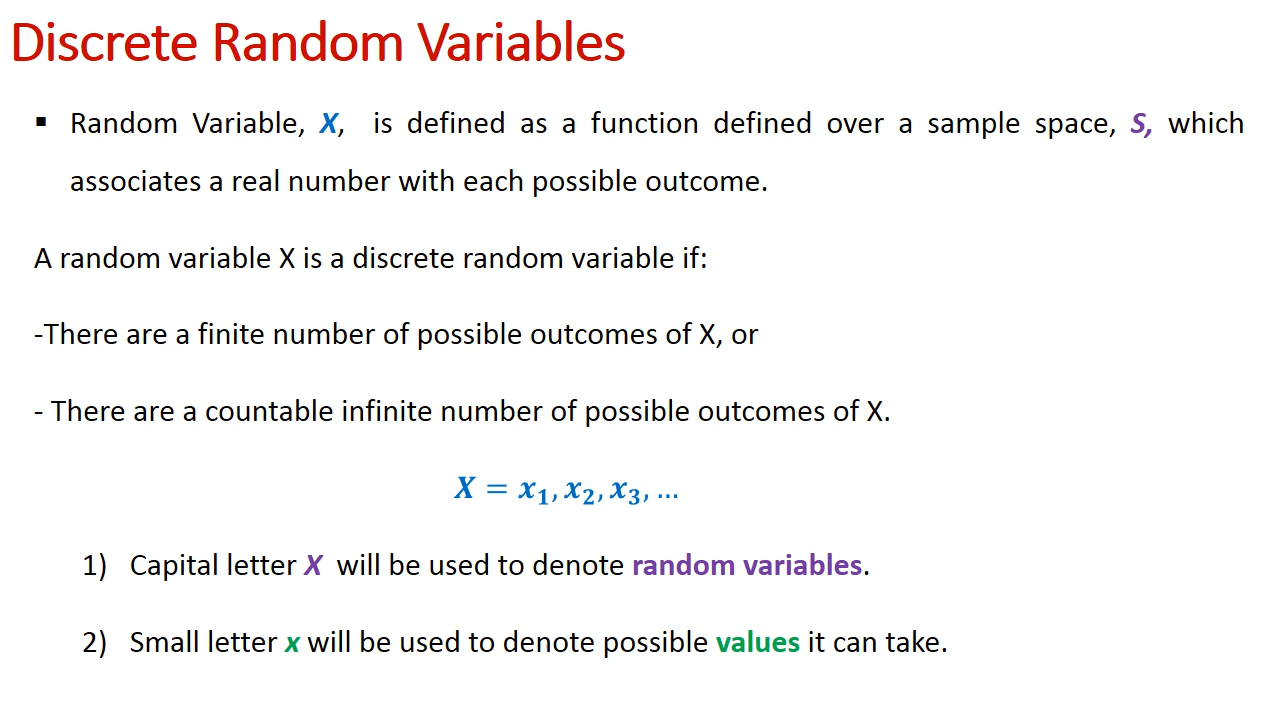 Discrete Random Variables
▪ Random Variable, X, is defined as a function defined over a sample space, S, which
associates a real number with each possible outcome.
A random variable X is a discrete random variable if:
-There are a finite number of possible outcomes of X, or
- There are a countable infinite number of possible outcomes of X.
X = x₁, x₂, x₃, ...
1) Capital letter X will be used to denote random variables.
2) Small letter x will be used to denote possible values it can take.